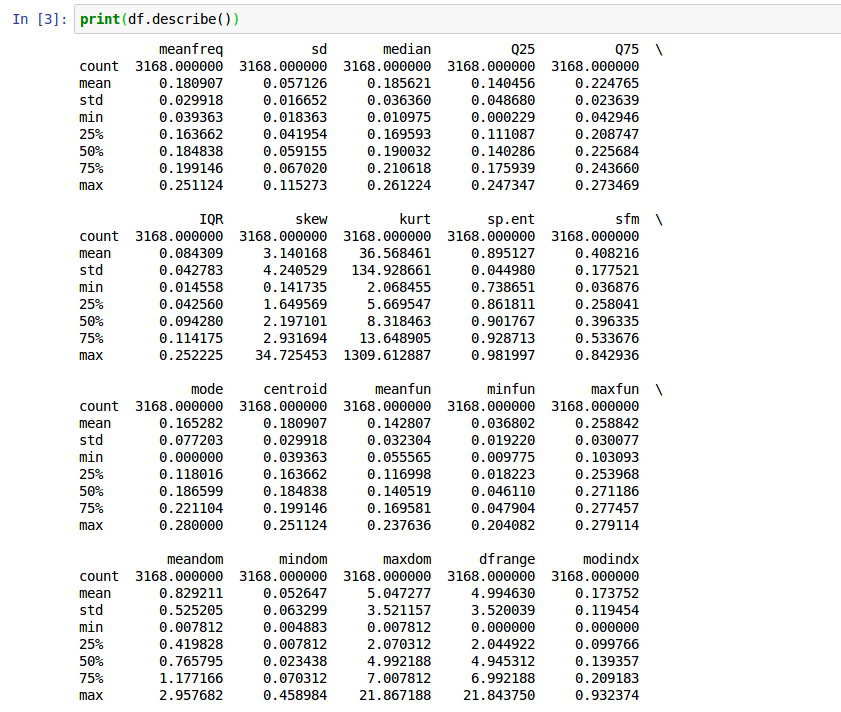 In [3]: print(df.describe())
meanfreq sd median Q25 Q75 \
count 3168.000000 3168.000000 3168.000000 3168.000000 3168.000000
mean 0.180907 0.057126 0.185621 0.140456 0.224765
std 0.029918 0.016652 0.036360 0.048680 0.023639
min 0.039363 0.018363 0.010975 0.000229 0.042946
25% 0.163662 0.041954 0.169593 0.111087 0.208747
50% 0.184838 0.059155 0.190032 0.140286 0.225684
75% 0.199146 0.067020 0.210618 0.175939 0.243660
max 0.251124 0.115273 0.261224 0.247347 0.273469
IQR skew kurt sp.ent sfm \
count 3168.000000 3168.000000 3168.000000 3168.000000 3168.000000
mean 0.084309 3.140168 36.568461 0.895127 0.408216
std 0.042783 4.240529 134.928661 0.044980 0.177521
min 0.014558 0.141735 2.068455 0.738651 0.036876
25% 0.042560 1.649569 5.669547 0.861811 0.258041
50% 0.094280 2.197101 8.318463 0.901767 0.396335
75% 0.114175 2.931694 13.648905 0.928713 0.533676
max 0.252225 34.725453 1309.612887 0.981997 0.842936
mode centroid meanfun minfun maxfun \
count 3168.000000 3168.000000 3168.000000 3168.000000 3168.000000
mean 0.165282 0.180907 0.142807 0.036802 0.258842
std 0.077203 0.029918 0.032304 0.019220 0.030077
min 0.000000 0.039363 0.055565 0.009775 0.103093
25% 0.118016 0.163662 0.116998 0.018223 0.253968
50% 0.186599 0.184838 0.140519 0.046110 0.271186
75% 0.221104 0.199146 0.169581 0.047904 0.277457
max 0.280000 0.251124 0.237636 0.204082 0.279114
meandom mindom maxdom dfrange modindx
count 3168.000000 3168.000000 3168.000000 3168.000000 3168.000000
mean 0.829211 0.052647 5.047277 4.994630 0.173752
std 0.525205 0.063299 3.521157 3.520039 0.119454
min 0.007812 0.004883 0.007812 0.000000 0.000000
25% 0.419828 0.007812 2.070312 2.044922 0.099766
50% 0.765795 0.023438 4.992188 4.945312 0.139357
75% 1.177166 0.070312 7.007812 6.992188 0.209183
max 2.957682 0.458984 21.867188 21.843750 0.932374